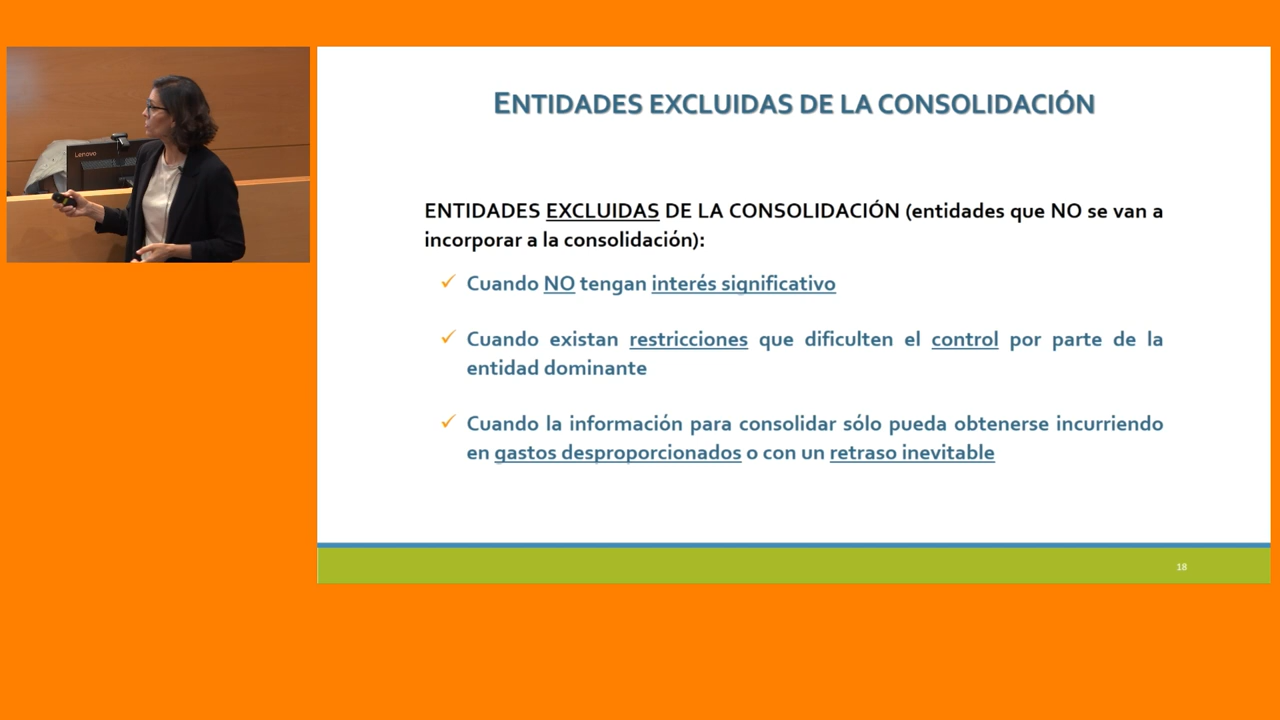 Lenovo
ENTIDADES EXCLUIDAS DE LA CONSOLIDACIÓN
ENTIDADES EXCLUIDAS DE LA CONSOLIDACIÓN (entidades que NO se van a
incorporar a la consolidación):
✓ Cuando NO tengan interés significativo
✓ Cuando existan restricciones que dificulten el control por parte de la
entidad dominante
✓ Cuando la información para consolidar sólo pueda obtenerse incurriendo
en gastos desproporcionados o con un retraso inevitable
18